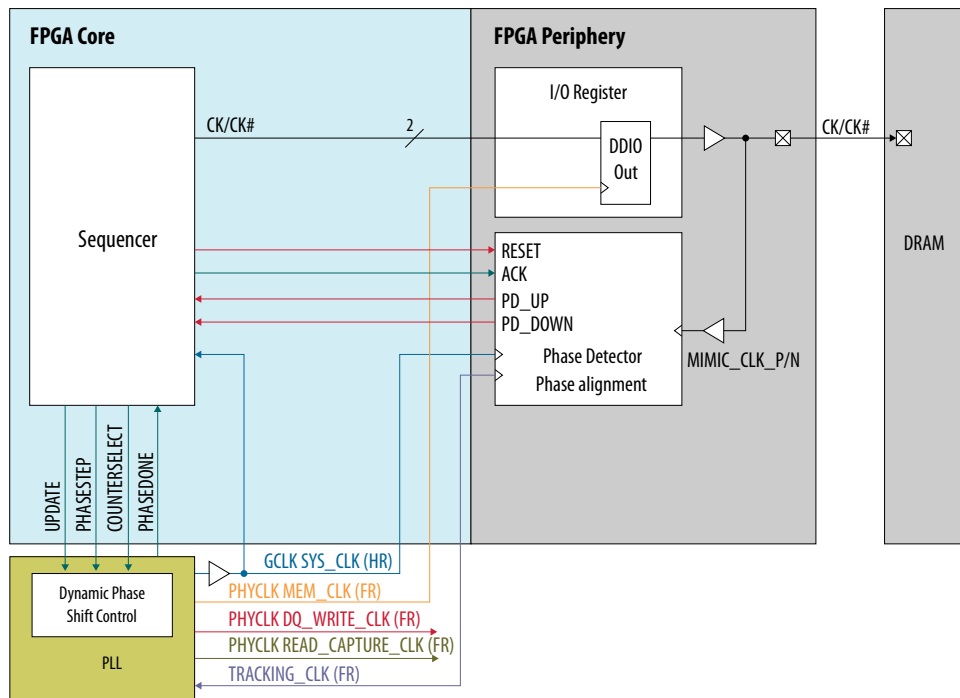 FPGA Core
FPGA Periphery
I/O Register
CK/CK#
2
DDIO
Out
CK/CK#
Sequencer
DRAM
RESET
ACK
PD_UP
PD_DOWN
Phase Detector
Phase alignment
MIMIC_CLK_P/N
UPDATE
PHASESTEP
COUNTERSELECT
PHASEDONE
GCLK SYS_CLK (HR)
PHYCLK MEM_CLK (FR)
PHYCLK DQ_WRITE_CLK (FR)
PHYCLK READ_CAPTURE_CLK (FR)
TRACKING_CLK (FR)
Dynamic Phase
Shift Control
PLL